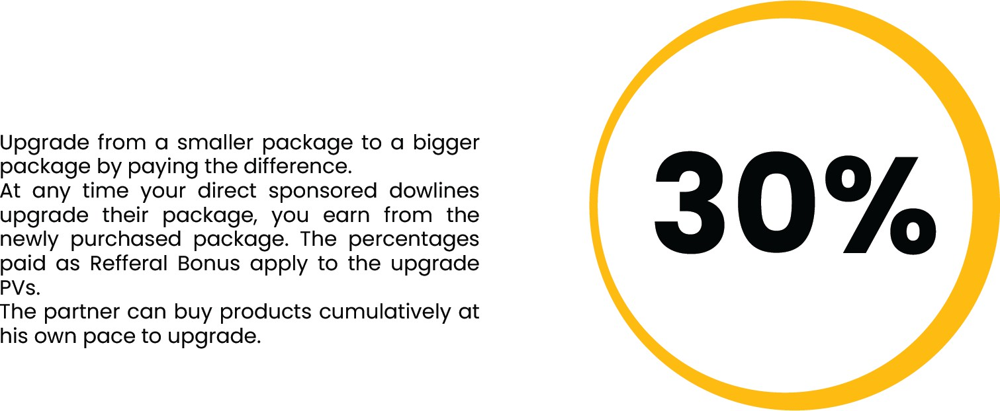 Upgrade from a smaller package to a bigger
package by paying the difference.
At any time your direct sponsored dowlines
upgrade their package, you earn from the
newly purchased package. The percentages
paid as Refferal Bonus apply to the upgrade
PVs.
The partner can buy products cumulatively at
his own pace to upgrade.
30%